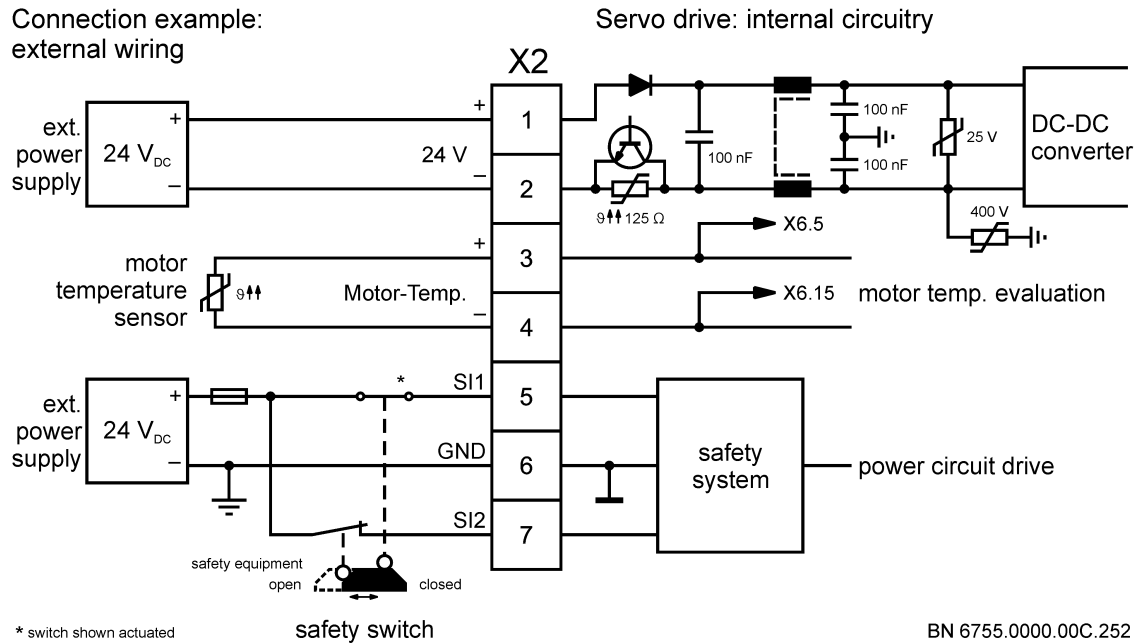 Connection example:
external wiring
Servo drive: internal circuitry
X2
ext.
power
supply
24 VDC
+
–
+
24 V
–
1
2
100 nF
ϑ 125 Ω
100 nF
100 nF
25 V
400 V
DC-DC
converter
motor
temperature
sensor
ϑ
+
Motor-Temp.
–
3
4
X6.5
X6.15
motor temp. evaluation
ext.
power
supply
24 VDC
+
–
*
SI1
GND
SI2
5
6
7
safety
system
power circuit drive
safety equipment
open
closed
* switch shown actuated
safety switch
BN 6755.0000.00C.252